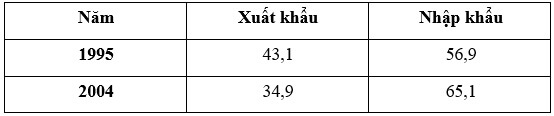 Năm Xuất khẩu Nhập khẩu
1995 43,1 56,9
2004 34,9 65,1